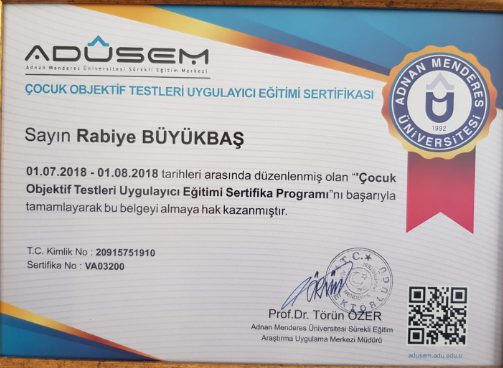 ADÜSEM
Adnan Menderes Üniversitesi Sürekli Eğitim Merkezi
ÇOCUK OBJEKTİF TESTLERİ UYGULAYICI EĞİTİMİ SERTİFİKASI
ADNAN MENDERES ÜNİVERSİTESİ
1992
Sayın Rabiye BÜYÜKBAŞ
01.07.2018 - 01.08.2018 tarihleri arasında düzenlenmiş olan "'Çocuk
Objektif Testleri Uygulayıcı Eğitimi Sertifika Programı"nı başarıyla
tamamlayarak bu belgeyi almaya hak kazanmıştır.
T.C. Kimlik No : 20915751910
Sertifika No : VA03200
T.C.
Prof.Dr. Törün ÖZER
Adnan Menderes Üniversitesi Sürekli Eğitim
Araştırma Uygulama Merkezi Müdürü
adusem.adu.edu.tr